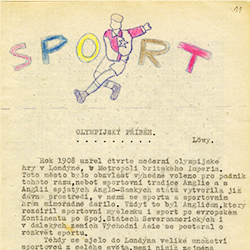 11
SPORT
OLYMPIJSKÝ PŘÍBĚH.
Löwy.
Rok 1908 uzřel čtvrté moderní olympijské
hry v Londýně, v Metropoli britského Imperia.
Toto město bylo obzvlášť výhodně voleno pro podnik
tohoto rázu, neboť sportovní tradice Anglie a s
Anglií spjatých Anglo-Saských států vytvořila již
dávno prostředí, v němž se sportu a sportovním
hrám mimořádně dařilo. Vždyť to byl Angličan, který
rozšířil sportovní myšlenku i sport po evropském
Kontinentu po Spoj.Státech Severoamerických i
v dalekých zemích Východní Asie se postaral o
rozkvět sportu.
Tehdy se sjelo do Londýna veliké množství
sportovců z celého světa, není